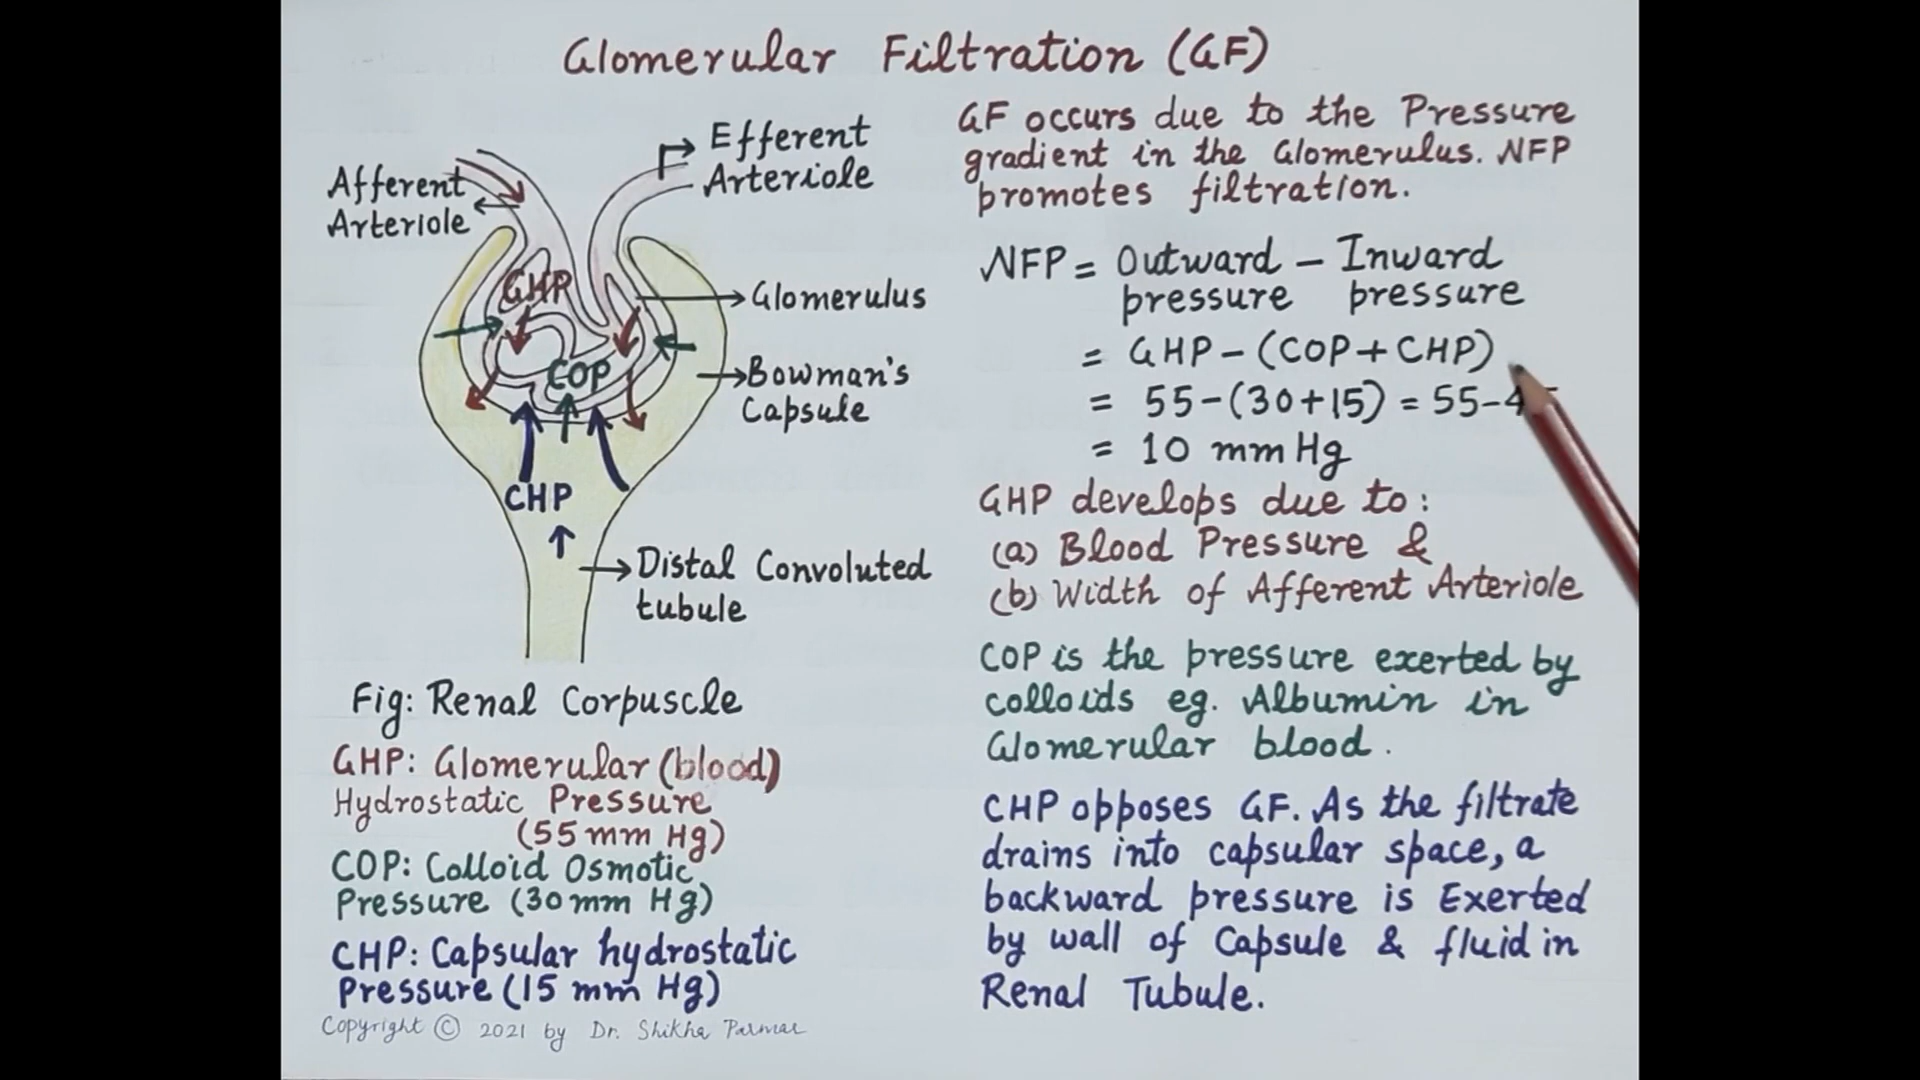 Glomerular Filtration (GF)
Efferent
Arteriole
Afferent
Arteriole
GHP
Glomerulus
COP
Bowman's
Capsule
CHP
Distal Convoluted
tubule
Fig: Renal Corpuscle
GHP: Glomerular (blood)
Hydrostatic Pressure
(55 mm Hg)
COP: Colloid Osmotic
Pressure (30 mm Hg)
CHP: Capsular hydrostatic
Pressure (15 mm Hg)
Copyright © 2021 by Dr. Shikha Parmar
GF occurs due to the Pressure
gradient in the Glomerulus. NFP
promotes filtration.
NFP = Outward – Inward
pressure pressure
= GHP – (COP + CHP)
= 55 – (30+15) = 55 – 4
= 10 mm Hg
GHP develops due to:
(a) Blood Pressure &
(b) Width of Afferent Arteriole
COP is the pressure exerted by
colloids eg. Albumin in
Glomerular blood.
CHP opposes GF. As the filtrate
drains into capsular space, a
backward pressure is Exerted
by wall of Capsule & fluid in
Renal Tubule.